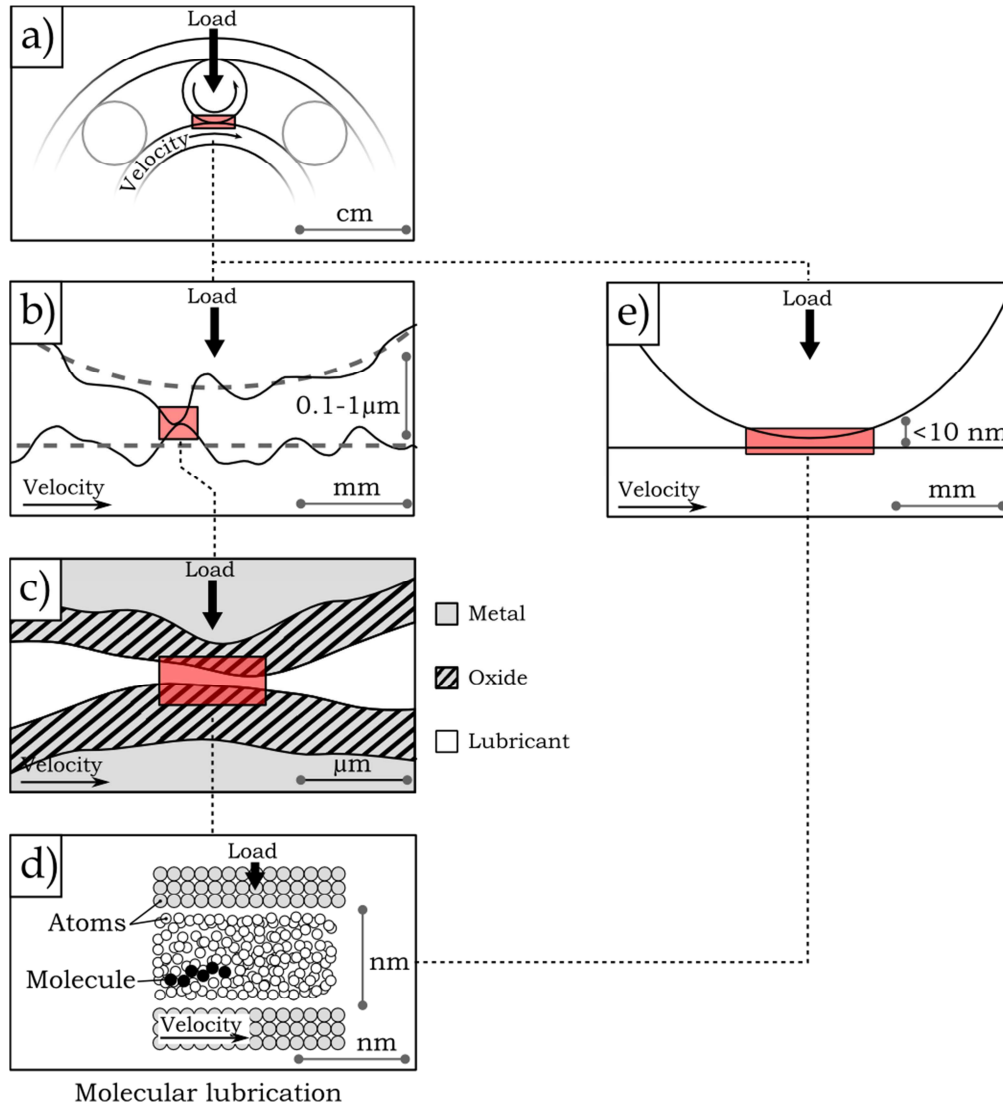 a)
Load
Velocity
cm
b)
Load
0.1-1μm
Velocity
mm
e)
Load
<10 nm
Velocity
mm
c)
Load
Velocity
μm
Metal
Oxide
Lubricant
d)
Load
Atoms
Molecule
nm
Velocity
nm
Molecular lubrication